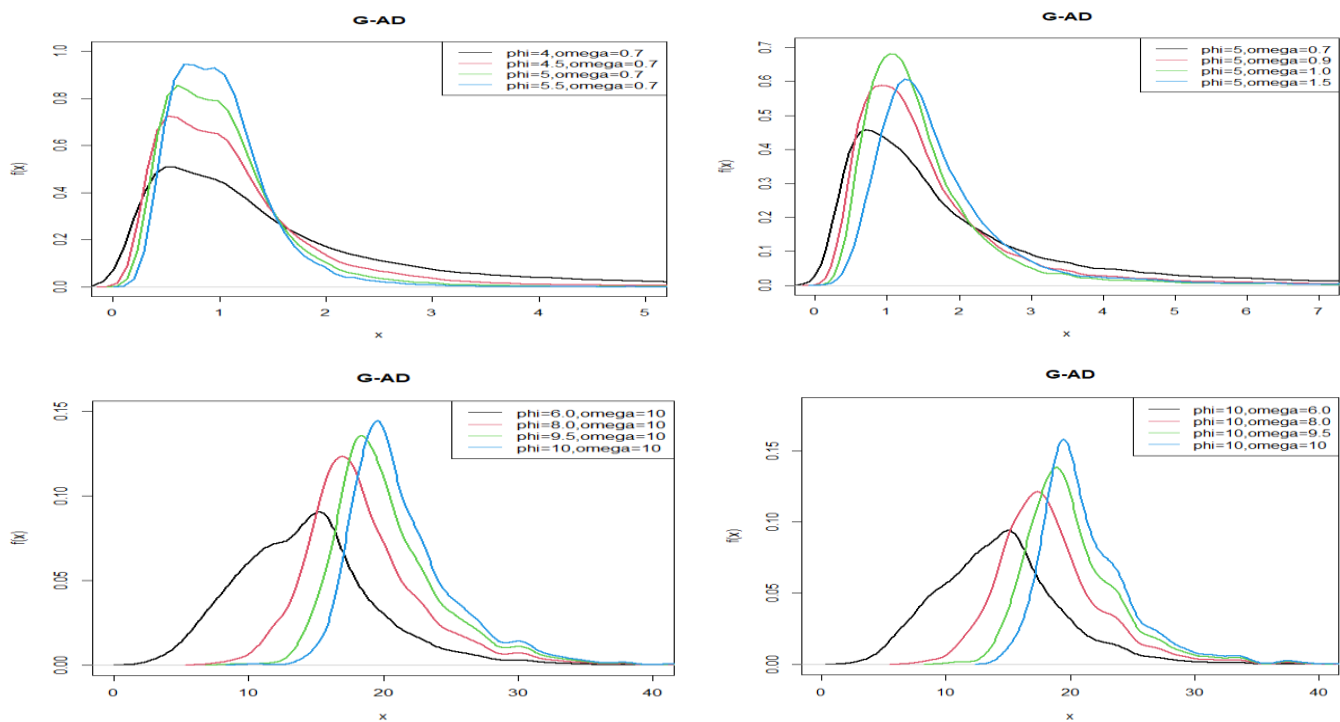 G-AD
phi=4,omega=0.7
phi=4.5,omega=0.7
phi=5,omega=0.7
phi=5.5,omega=0.7
f(x)
0.0 0.2 0.4 0.6 0.8 1.0
0 1 2 3 4 5
x
G-AD
phi=5,omega=0.7
phi=5,omega=0.9
phi=5,omega=1.0
phi=5,omega=1.5
f(x)
0.0 0.1 0.2 0.3 0.4 0.5 0.6 0.7
0 1 2 3 4 5 6 7
x
G-AD
phi=6.0,omega=10
phi=8.0,omega=10
phi=9.5,omega=10
phi=10,omega=10
f(x)
0.00 0.05 0.10 0.15
0 10 20 30 40
x
G-AD
phi=10,omega=6.0
phi=10,omega=8.0
phi=10,omega=9.5
phi=10,omega=10
f(x)
0.00 0.05 0.10 0.15
0 10 20 30 40
x